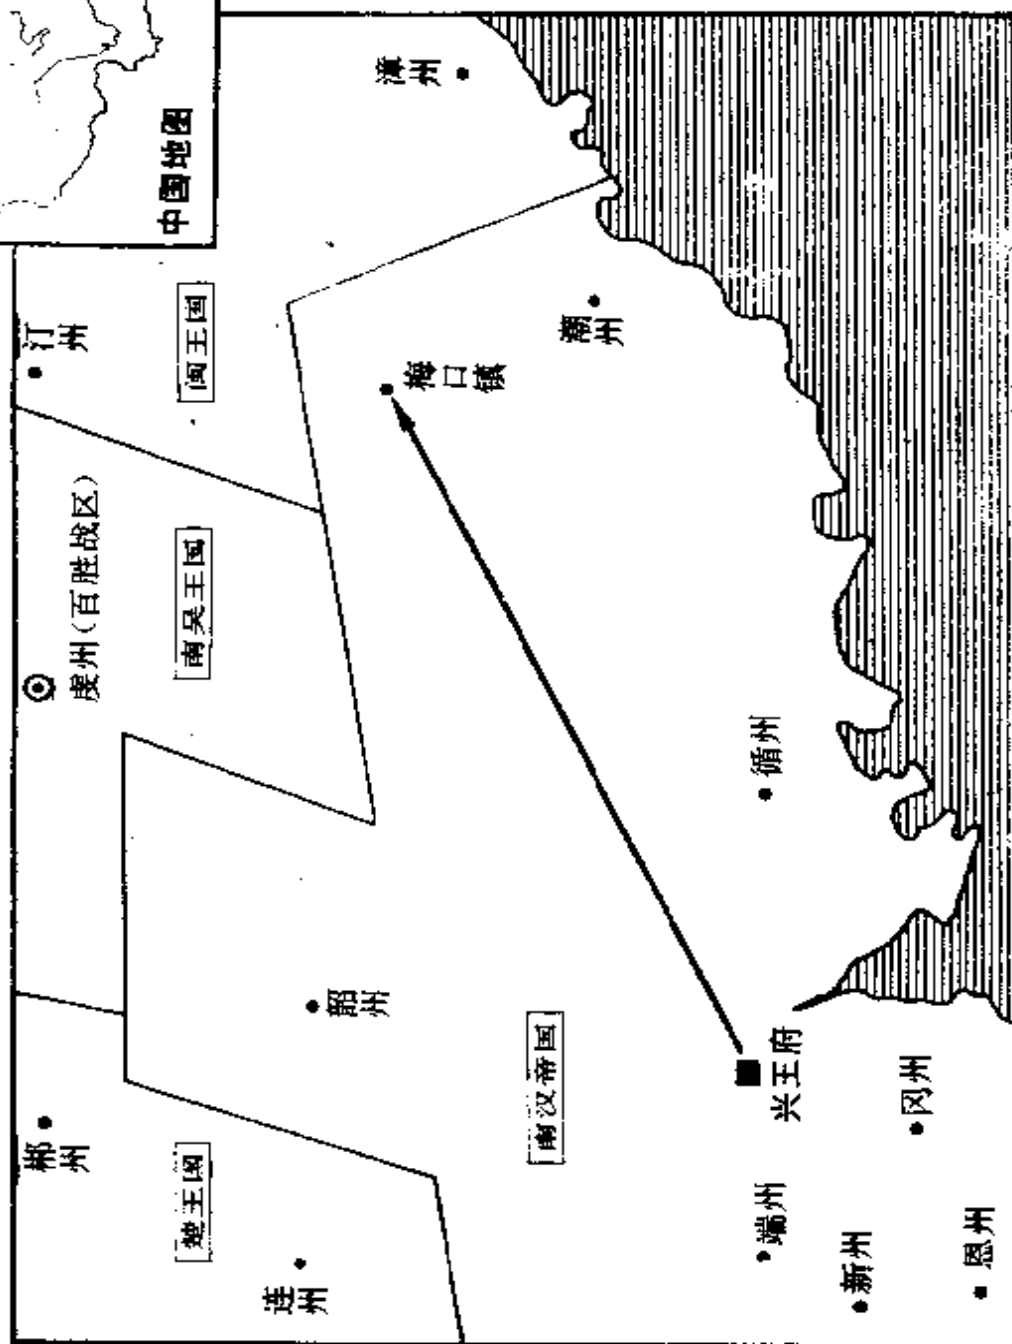 中国地图
漳州
汀州
闽王国
梅口镇
潮州
虔州(百胜战区)
南吴王国
循州
韶州
郴州
楚王国
连州
南汉帝国
兴王府
冈州
端州
新州
恩州